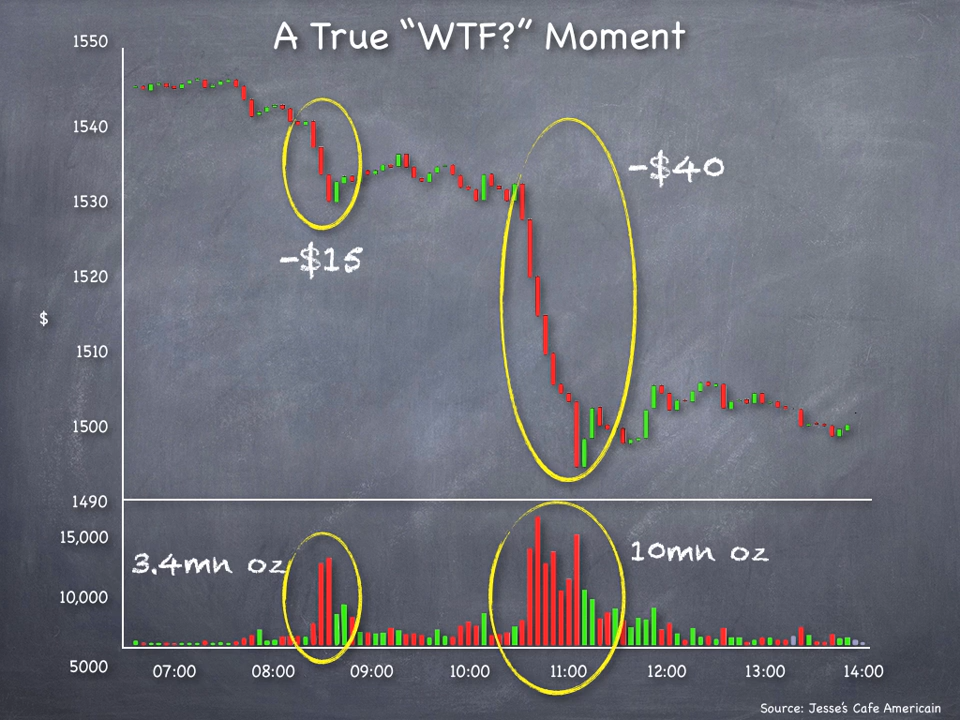 A True “WTF?” Moment
1550
1540
-$40
1530
-$15
1520
$
1510
1500
1490
15,000
3.4mn oz
10mn oz
10,000
5000
07:00 08:00 09:00 10:00 11:00 12:00 13:00 14:00
Source: Jesse’s Cafe Americain